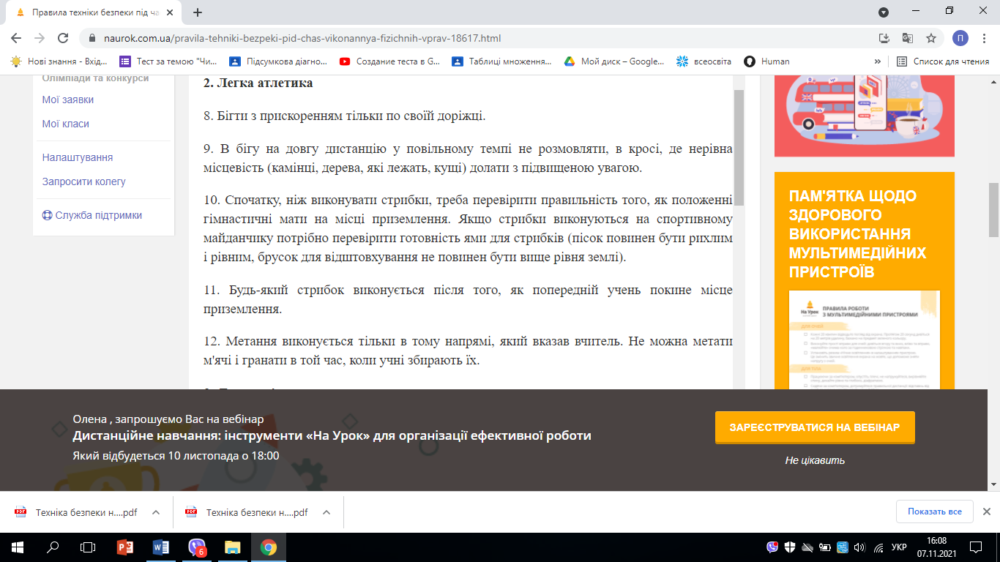 Правила техніки безпеки під ча
naurok.com.ua/pravila-tehniki-bezpeki-pid-chas-vikonannya-fizichnih-vprav-18617.html
П
Нові знання - Вхід...
Тест за темою "Чи...
Підсумкова діагно...
Создание теста в G...
Таблиці множення...
Мой диск – Google...
всеосвіта
Human
»
Список для чтения
Олімпіади та конкурси
Мої заявки
Мої класи
Налаштування
Запросити колегу
Служба підтримки
2. Легка атлетика
8. Бігти з прискоренням тільки по своїй доріжці.
9. В бігу на довгу дистанцію у повільному темпі не розмовляти, в кросі, де нерівна
місцевість (камінці, дерева, які лежать, кущі) долати з підвищеною увагою.
10. Спочатку, ніж виконувати стрибки, треба перевірити правильність того, як положенні
гімнастичні мати на місці приземлення. Якщо стрибки виконуються на спортивному
майданчику потрібно перевірити готовність ями для стрибків (пісок повинен бути рихлим
і рівним, брусок для відштовхування не повинен бути вище рівня землі).
11. Будь-який стрибок виконується після того, як попередній учень покине місце
приземлення.
12. Метання виконується тільки в тому напрямі, який вказав вчитель. Не можна метати
м'ячі і гранати в той час, коли учні збирають їх.
ПАМ'ЯТКА ЩОДО
ЗДОРОВОГО
ВИКОРИСТАННЯ
МУЛЬТИМЕДІЙНИХ
ПРИСТРОЇВ
На Урок
ПРАВИЛА РОБОТИ
З МУЛЬТИМЕДІЙНИМИ ПРИСТРОЯМИ
ДЛЯ ОЧЕЙ
ДЛЯ ТІЛА
Олена , запрошуємо Вас на вебінар
Дистанційне навчання: інструменти «На Урок» для організації ефективної роботи
Який відбудеться 10 листопада о 18:00
ЗАРЕЄСТРУВАТИСЯ НА ВЕБІНАР
Не цікавить
Техніка безпеки н....pdf
Техніка безпеки н....pdf
Показать все
6
УКР
16:08
07.11.2021